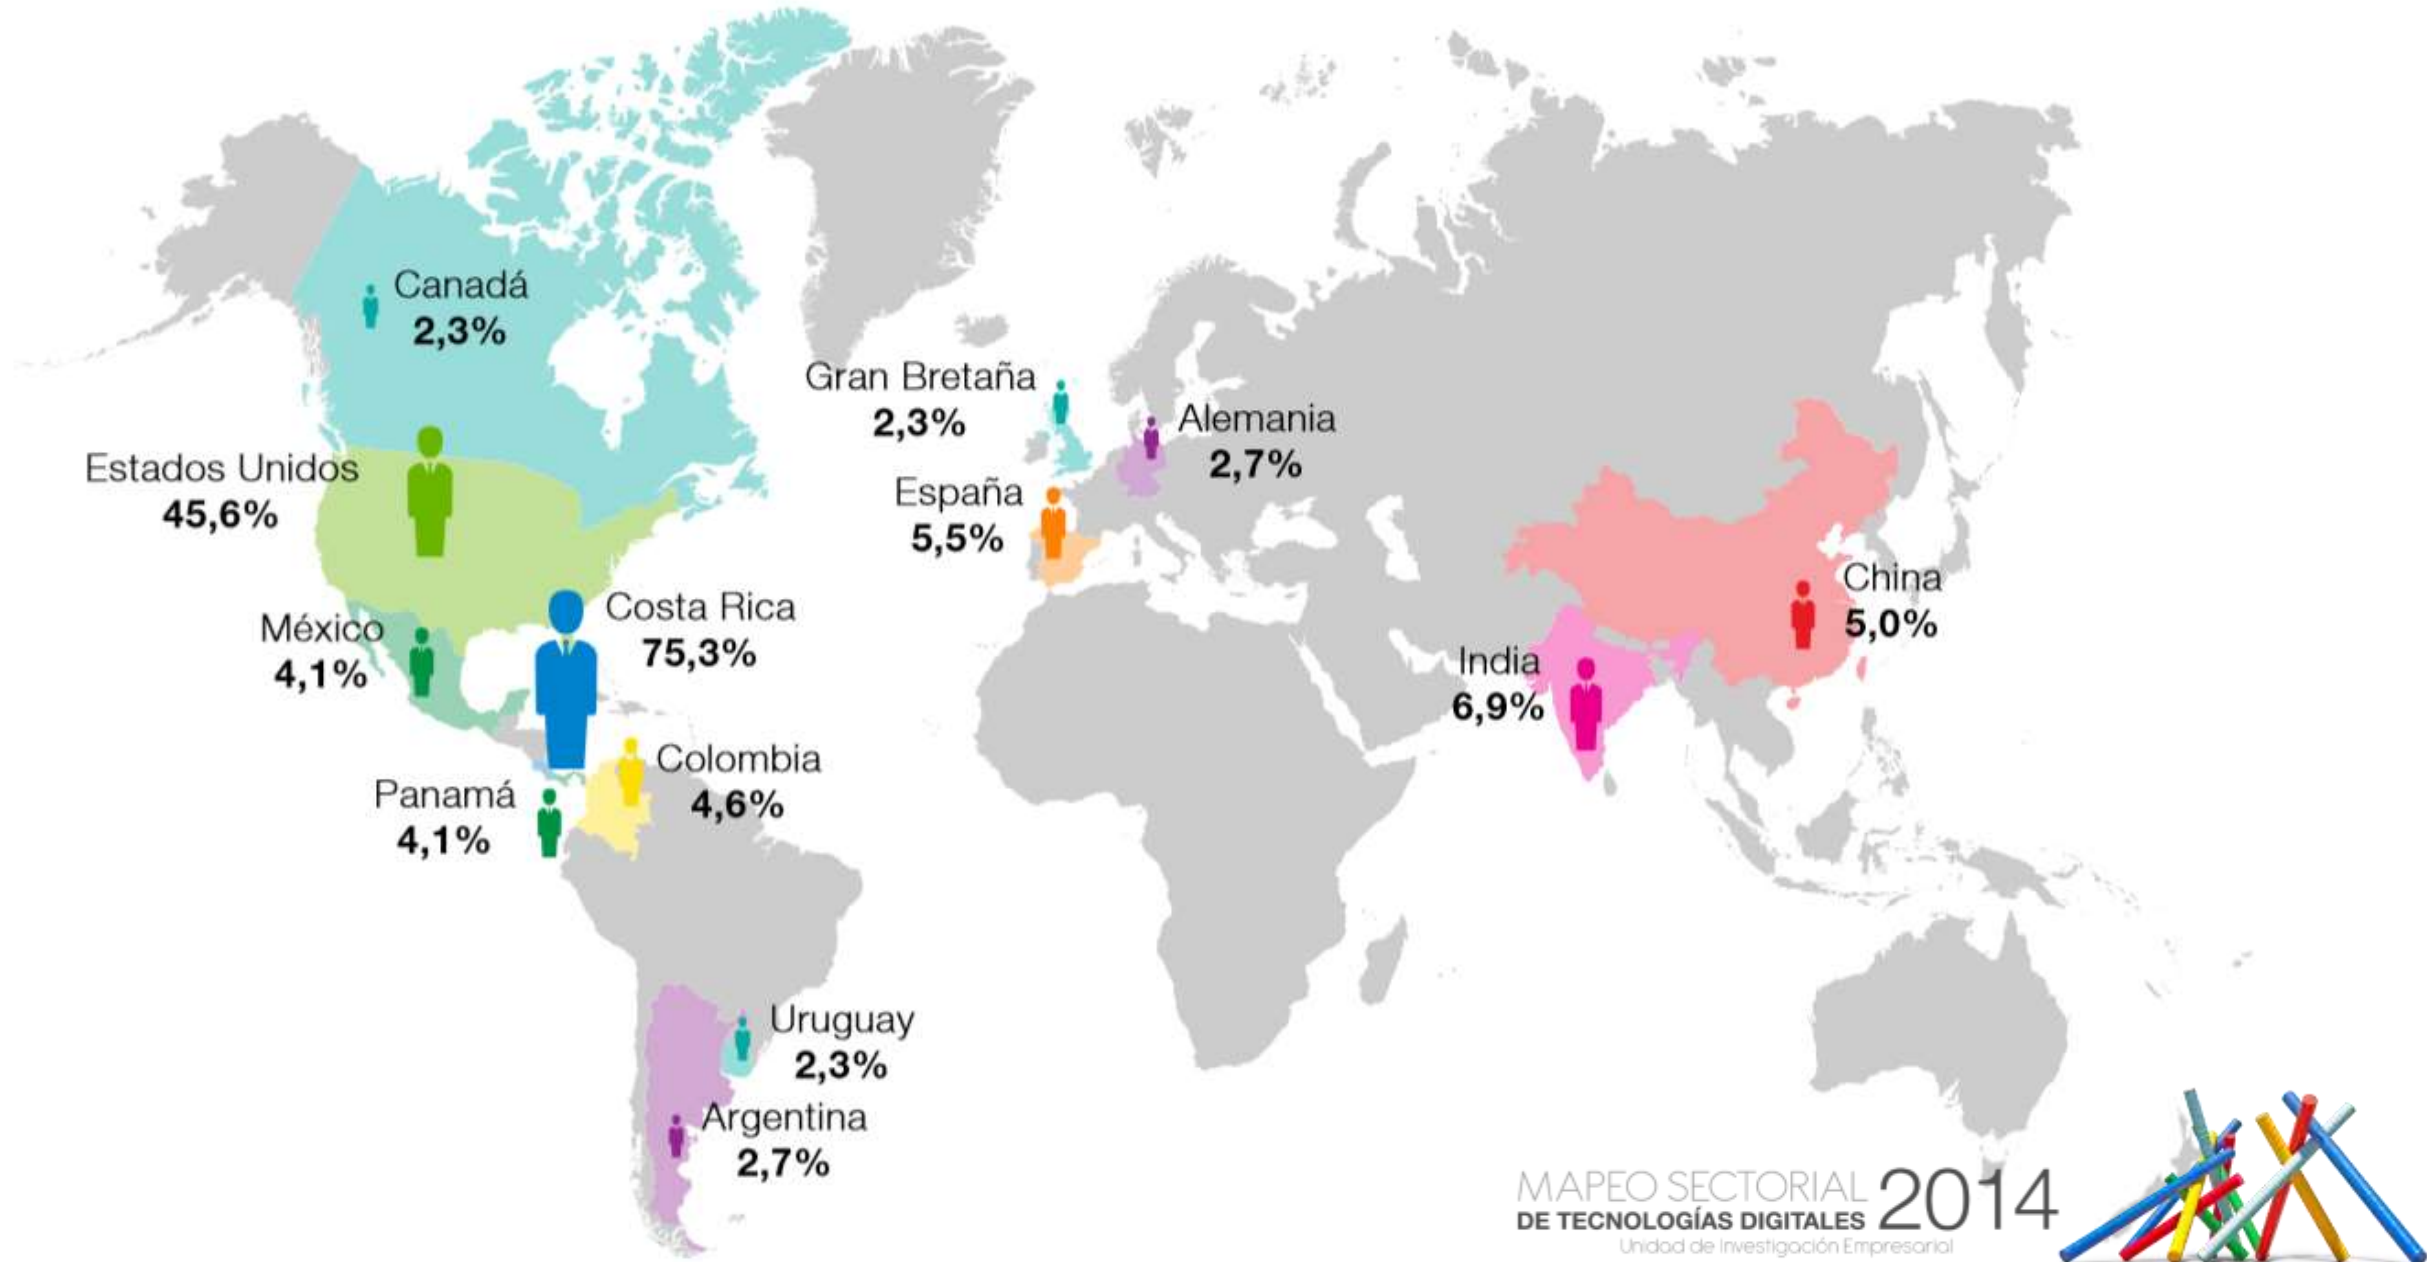 Canadá
2,3%
Gran Bretaña
2,3%
Alemania
2,7%
Estados Unidos
45,6%
España
5,5%
China
5,0%
Costa Rica
75,3%
México
4,1%
India
6,9%
Colombia
4,6%
Panamá
4,1%
Uruguay
2,3%
Argentina
2,7%
MAPEO SECTORIAL 2014
DE TECNOLOGÍAS DIGITALES
Unidad de Investigación Empresarial